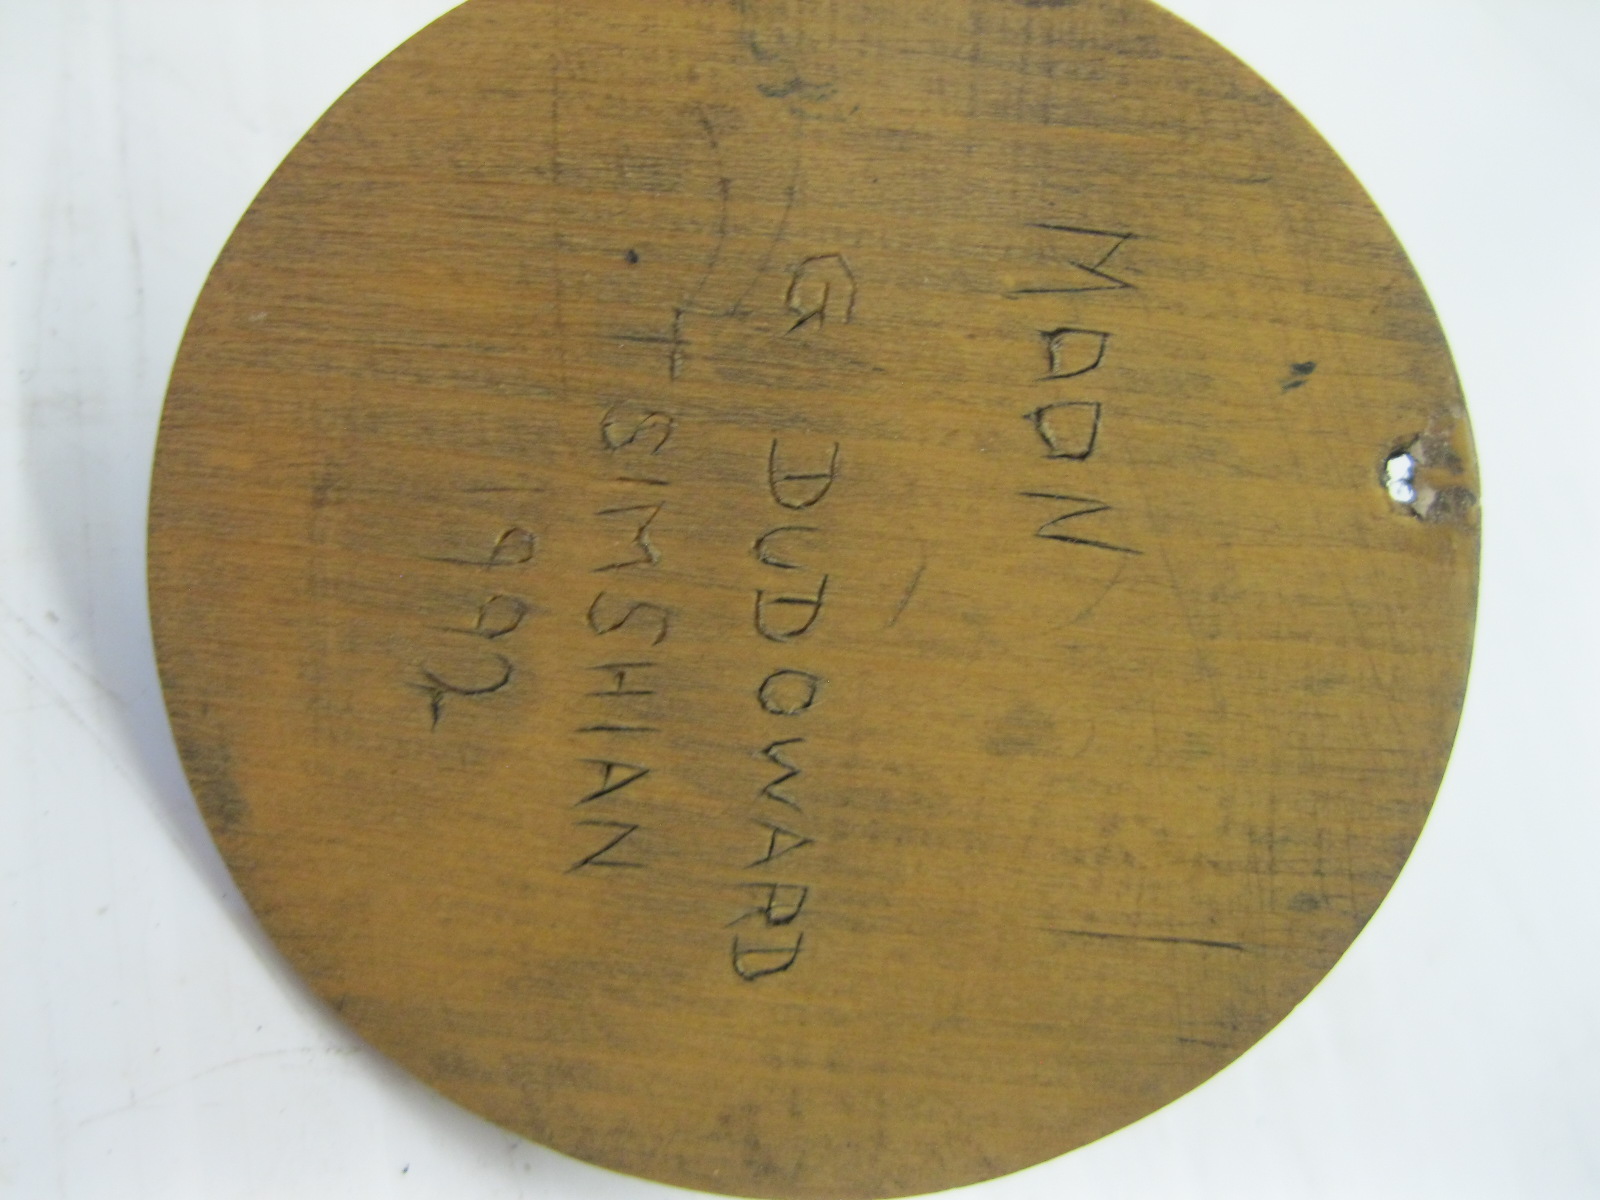 MOON
G DUDOWARD
TSIMSHIAN
1992